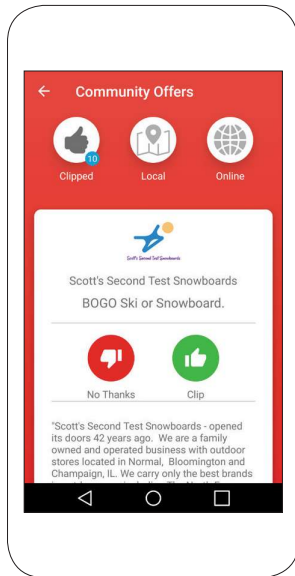 Community Offers
10
Clipped
Local
Online
Scott's Second Test Snowboards
Scott's Second Test Snowboards
BOGO Ski or Snowboard.
No Thanks
Clip
"Scott's Second Test Snowboards - opened
its doors 42 years ago. We are a family
owned and operated business with outdoor
stores located in Normal, Bloomington and
Champaign, IL. We carry only the best brands